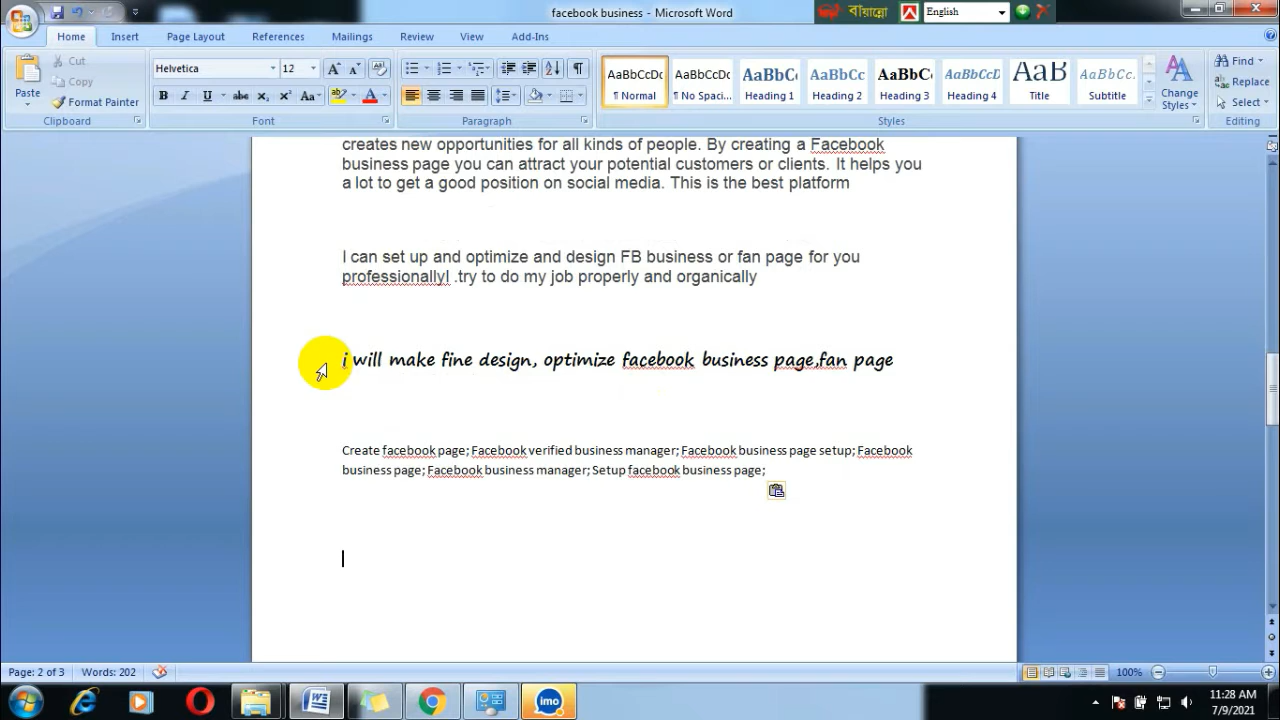 facebook business - Microsoft Word
বায়ান্নো
English
Home Insert Page Layout References Mailings Review View Add-Ins
Paste
Cut
Copy
Format Painter
Clipboard
Helvetica 12
B I U abc x₂ x² Aa
Font
Paragraph
AaBbCcDc AaBbCcDc AaBbC AaBbCc AaBbC AaBbCcD AaB AaBbCc.
¶ Normal ¶ No Spaci... Heading 1 Heading 2 Heading 3 Heading 4 Title Subtitle
Change Styles
Styles
Find
Replace
Select
Editing
creates new opportunities for all kinds of people. By creating a Facebook
business page you can attract your potential customers or clients. It helps you
a lot to get a good position on social media. This is the best platform
I can set up and optimize and design FB business or fan page for you
professionallyI .try to do my job properly and organically
i will make fine design, optimize facebook business page,fan page
Create facebook page; Facebook verified business manager; Facebook business page setup; Facebook
business page; Facebook business manager; Setup facebook business page;
Page: 2 of 3 Words: 202
100%
imo
11:28 AM
7/9/2021